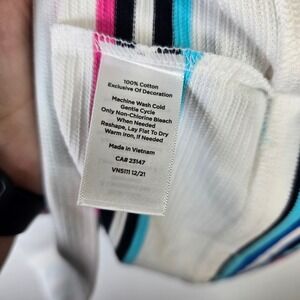 100% Cotton
Exclusive Of Decoration
Machine Wash Cold
Gentle Cycle
Only Non-Chlorine Bleach
When Needed
Reshape, Lay Flat To Dry
Warm Iron, If Needed
Made in Vietnam
CA# 23147
VN5111 12/21